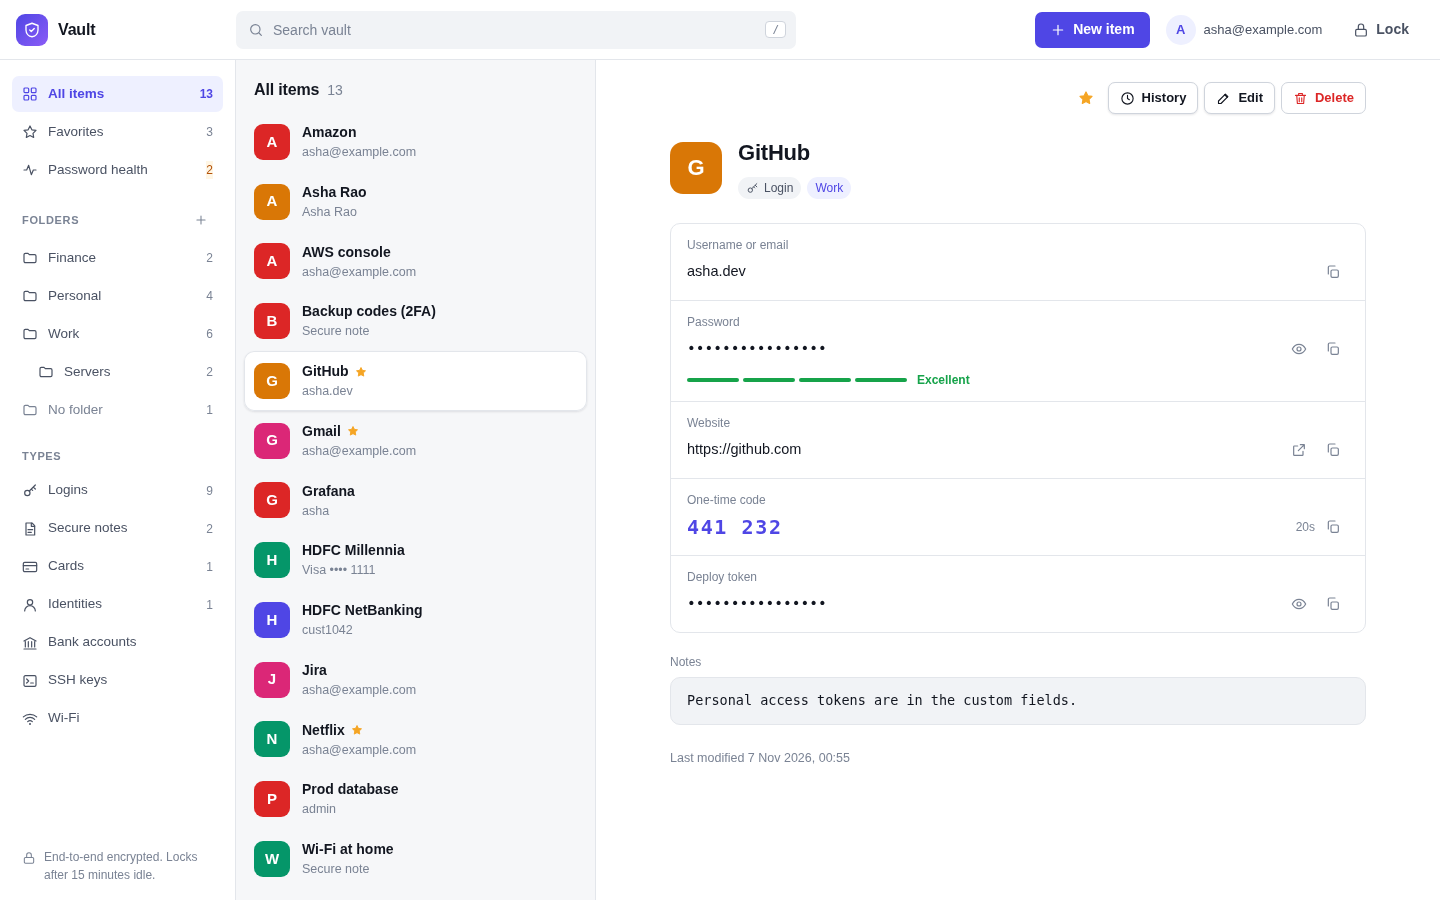 Vault
Search vault
/
New item
A
asha@example.com
Lock
All items 13
Favorites 3
Password health 2
FOLDERS
Finance 2
Personal 4
Work 6
Servers 2
No folder 1
TYPES
Logins 9
Secure notes 2
Cards 1
Identities 1
Bank accounts
SSH keys
Wi-Fi
End-to-end encrypted. Locks
after 15 minutes idle.
All items 13
A
Amazon
asha@example.com
A
Asha Rao
Asha Rao
A
AWS console
asha@example.com
B
Backup codes (2FA)
Secure note
G
GitHub
asha.dev
G
Gmail
asha@example.com
G
Grafana
asha
H
HDFC Millennia
Visa •••• 1111
H
HDFC NetBanking
cust1042
J
Jira
asha@example.com
N
Netflix
asha@example.com
P
Prod database
admin
W
Wi-Fi at home
Secure note
History
Edit
Delete
G
GitHub
Login
Work
Username or email
asha.dev
Password
••••••••••••••••
Excellent
Website
https://github.com
One-time code
441 232
20s
Deploy token
••••••••••••••••
Notes
Personal access tokens are in the custom fields.
Last modified 7 Nov 2026, 00:55